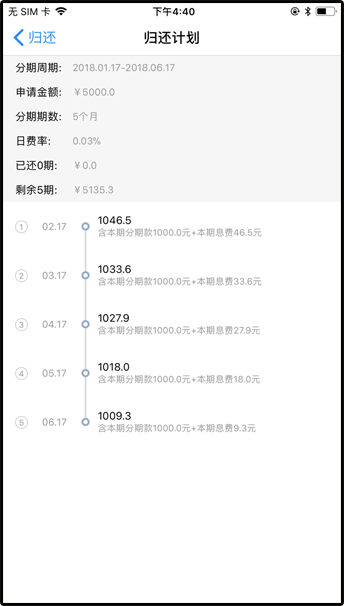 无 SIM 卡 下午4:40
归还 归还计划
分期周期: 2018.01.17-2018.06.17
申请金额: ￥5000.0
分期期数: 5个月
日费率: 0.03%
已还0期: ￥0.0
剩余5期: ￥5135.3
1 02.17 1046.5
含本期分期款1000.0元+本期息费46.5元
2 03.17 1033.6
含本期分期款1000.0元+本期息费33.6元
3 04.17 1027.9
含本期分期款1000.0元+本期息费27.9元
4 05.17 1018.0
含本期分期款1000.0元+本期息费18.0元
5 06.17 1009.3
含本期分期款1000.0元+本期息费9.3元